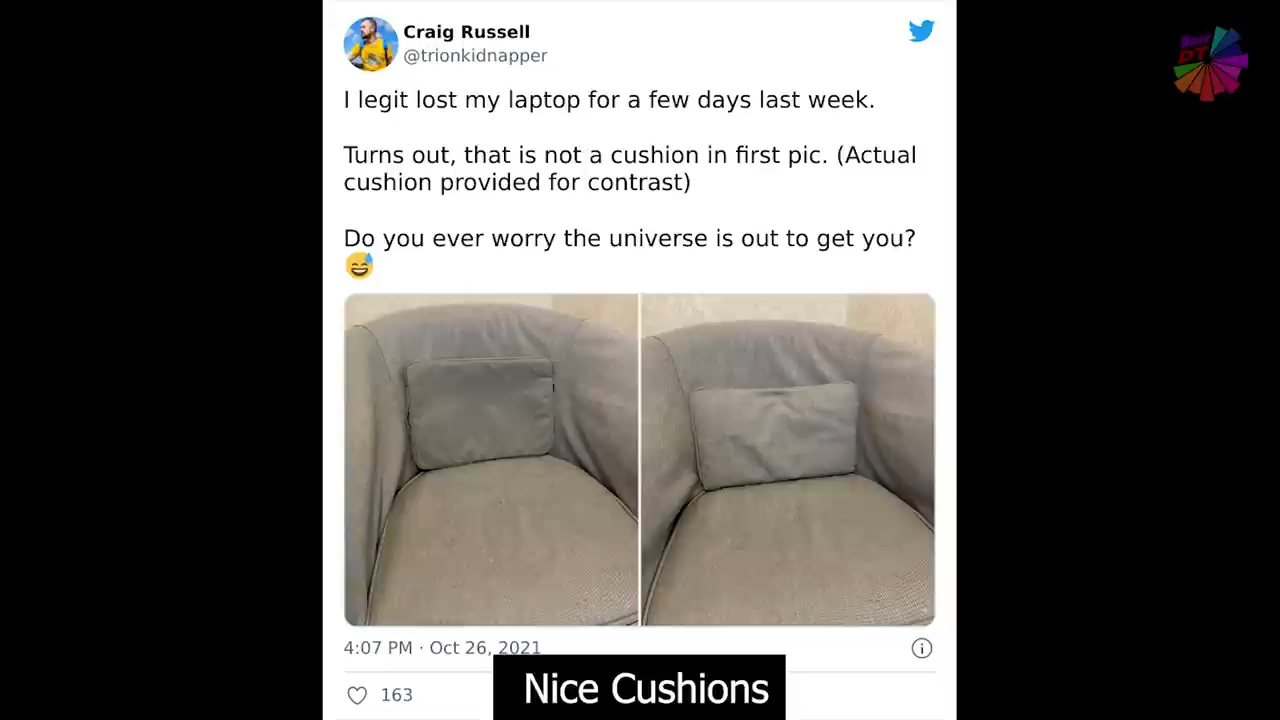 Craig Russell
@trionkidnapper
I legit lost my laptop for a few days last week.
Turns out, that is not a cushion in first pic. (Actual
cushion provided for contrast)
Do you ever worry the universe is out to get you?
😅
4:07 PM · Oct 26, 2021
163
Nice Cushions